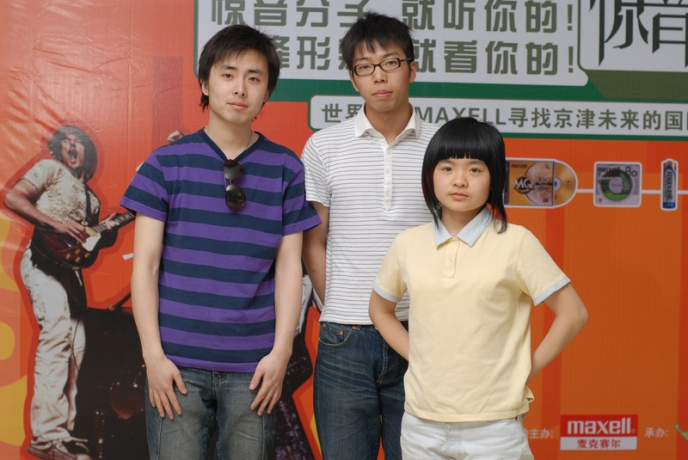 惊音分子 就听你的!
就看你的!
惊音
世界 MAXELL寻找京津未来的国
主办: maxell 承办:
麦克赛尔